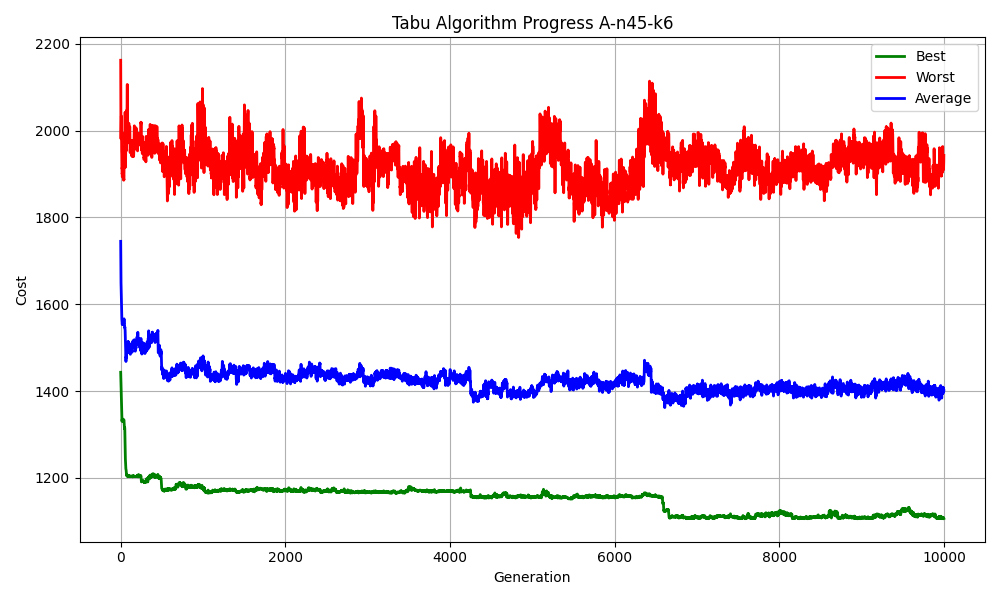 Tabu Algorithm Progress A-n45-k6
Best
Worst
Average
Cost
2200
2000
1800
1600
1400
1200
0 2000 4000 6000 8000 10000
Generation